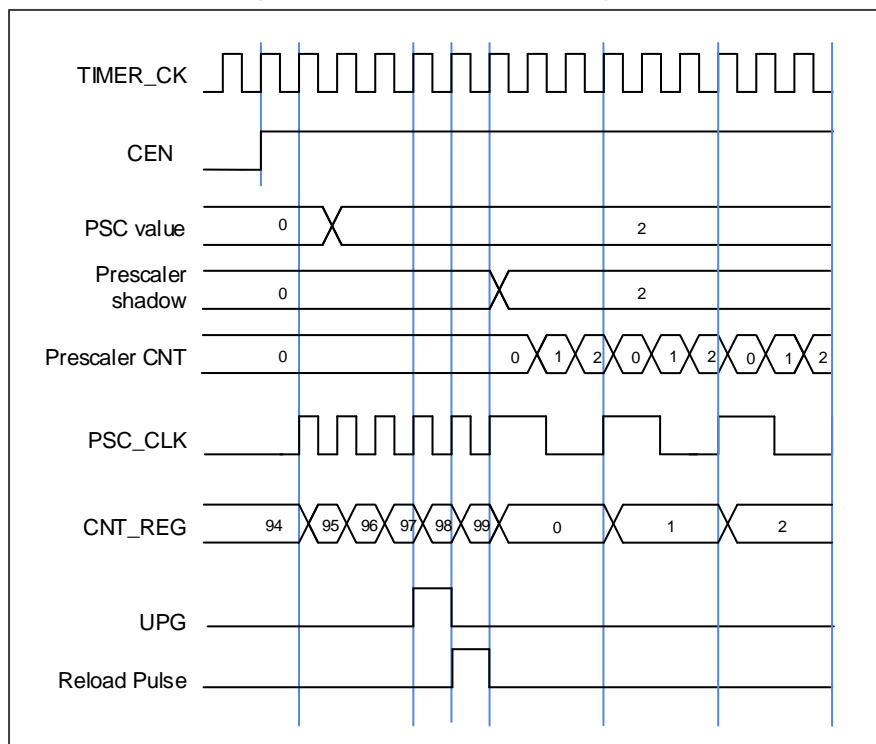 TIMER_CK
CEN
PSC value 0 2
Prescaler
shadow 0 2
Prescaler CNT 0 0 1 2 0 1 2 0 1 2
PSC_CLK
CNT_REG 94 95 96 97 98 99 0 1 2
UPG
Reload Pulse